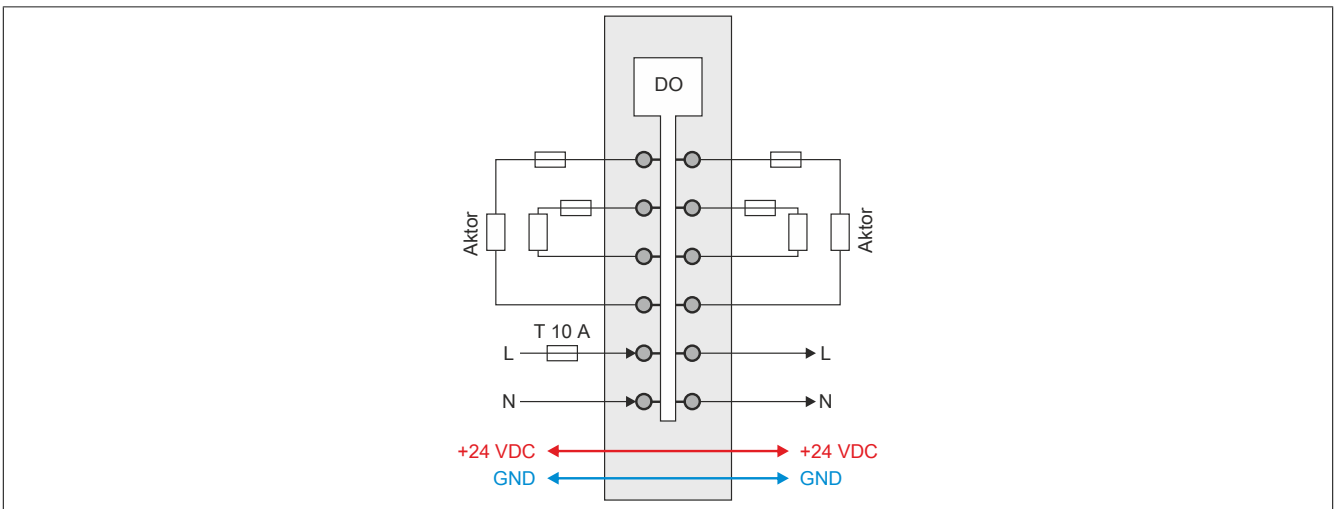 DO
Aktor
Aktor
T 10 A
L
L
N
N
+24 VDC
+24 VDC
GND
GND